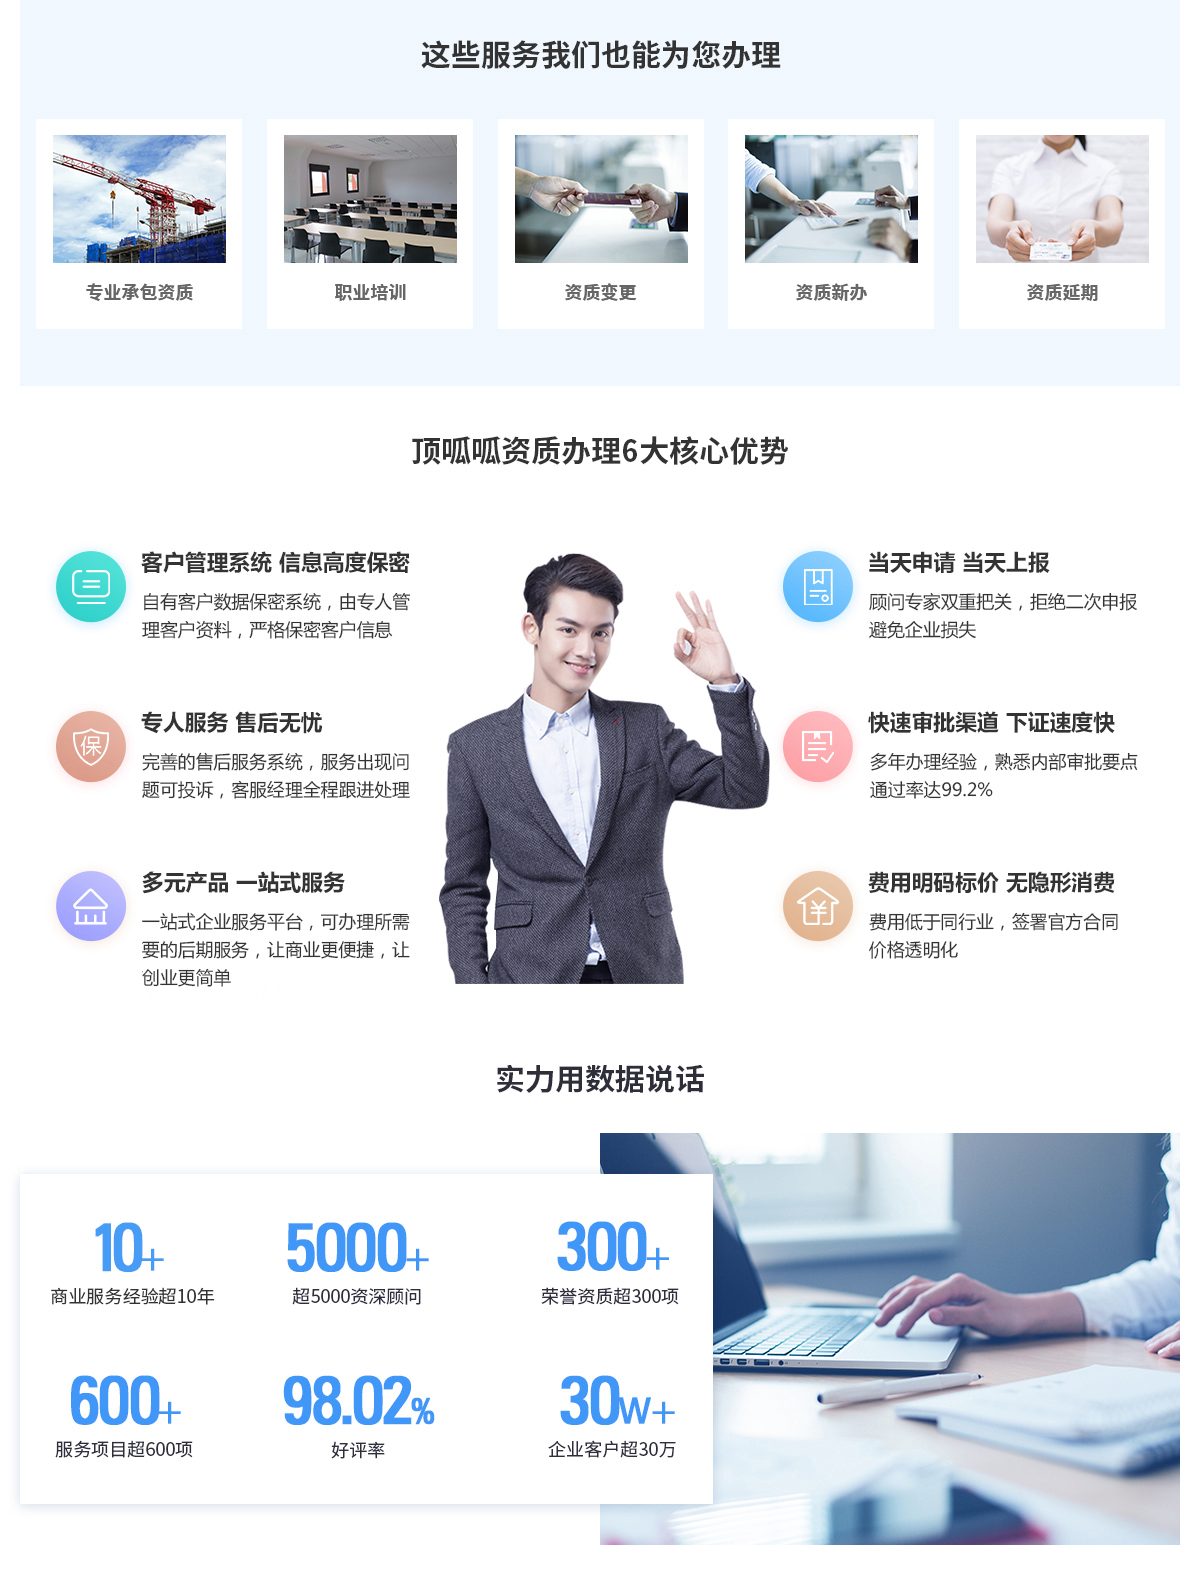 这些服务我们也能为您办理
专业承包资质
职业培训
资质变更
资质新办
资质延期
顶呱呱资质办理6大核心优势
客户管理系统 信息高度保密
自有客户数据保密系统，由专人管
理客户资料，严格保密客户信息
当天申请 当天上报
顾问专家双重把关，拒绝二次申报
避免企业损失
保
专人服务 售后无忧
完善的售后服务系统，服务出现问
题可投诉，客服经理全程跟进处理
快速审批渠道 下证速度快
多年办理经验，熟悉内部审批要点
通过率达99.2%
多元产品 一站式服务
一站式企业服务平台，可办理所需
要的后期服务，让商业更便捷，让
创业更简单
¥
费用明码标价 无隐形消费
费用低于同行业，签署官方合同
价格透明化
实力用数据说话
10+
商业服务经验超10年
5000+
超5000资深顾问
300+
荣誉资质超300项
600+
服务项目超600项
98.02%
好评率
30W+
企业客户超30万